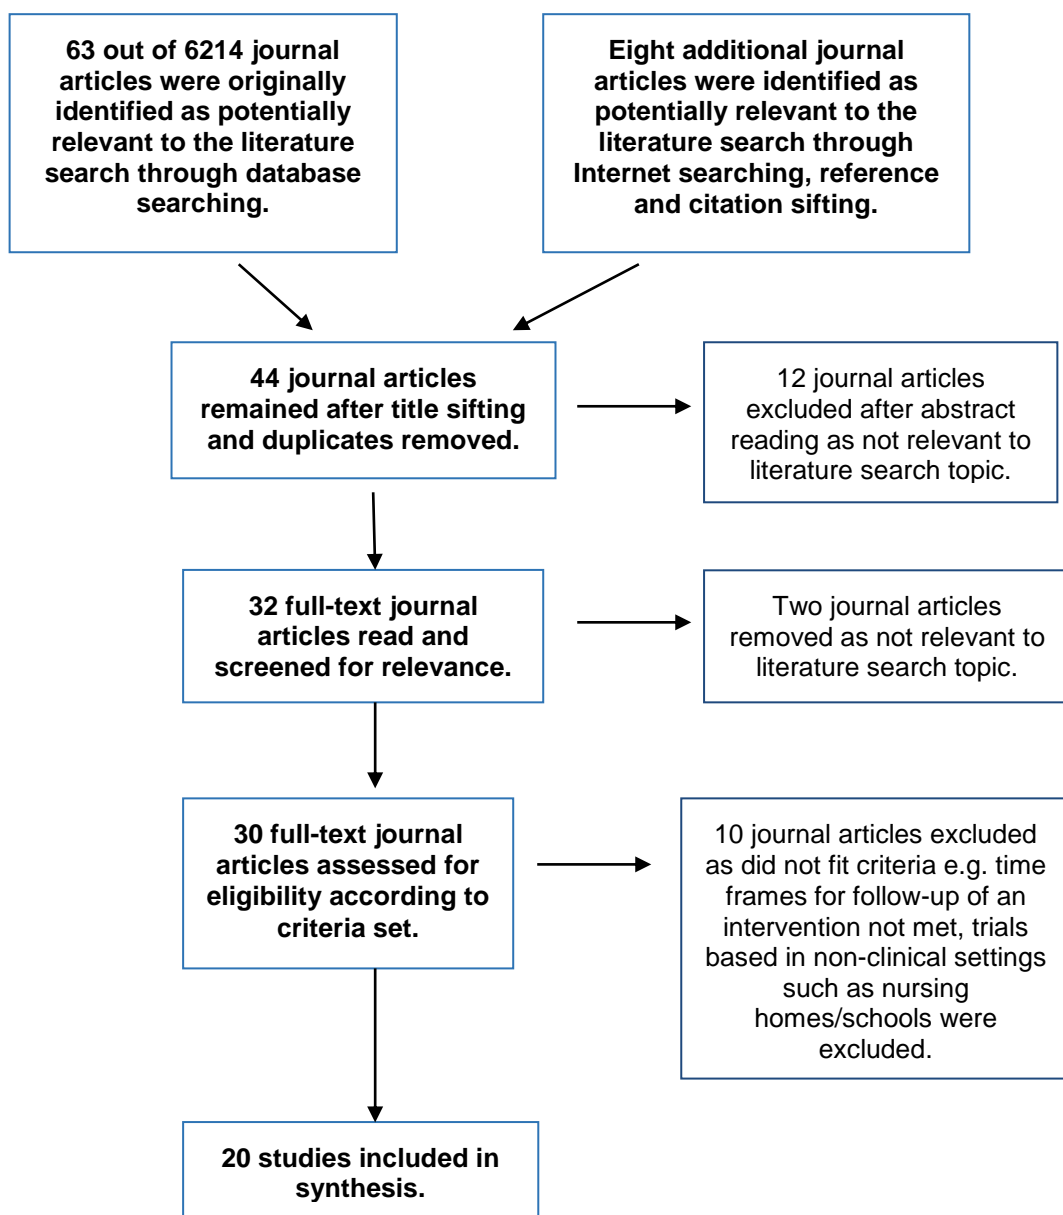 63 out of 6214 journal
articles were originally
identified as potentially
relevant to the literature
search through database
searching.
Eight additional journal
articles were identified as
potentially relevant to the
literature search through
Internet searching, reference
and citation sifting.
44 journal articles
remained after title sifting
and duplicates removed.
12 journal articles
excluded after abstract
reading as not relevant to
literature search topic.
32 full-text journal
articles read and
screened for relevance.
Two journal articles
removed as not relevant to
literature search topic.
30 full-text journal
articles assessed for
eligibility according to
criteria set.
10 journal articles excluded
as did not fit criteria e.g. time
frames for follow-up of an
intervention not met, trials
based in non-clinical settings
such as nursing
homes/schools were
excluded.
20 studies included in
synthesis.